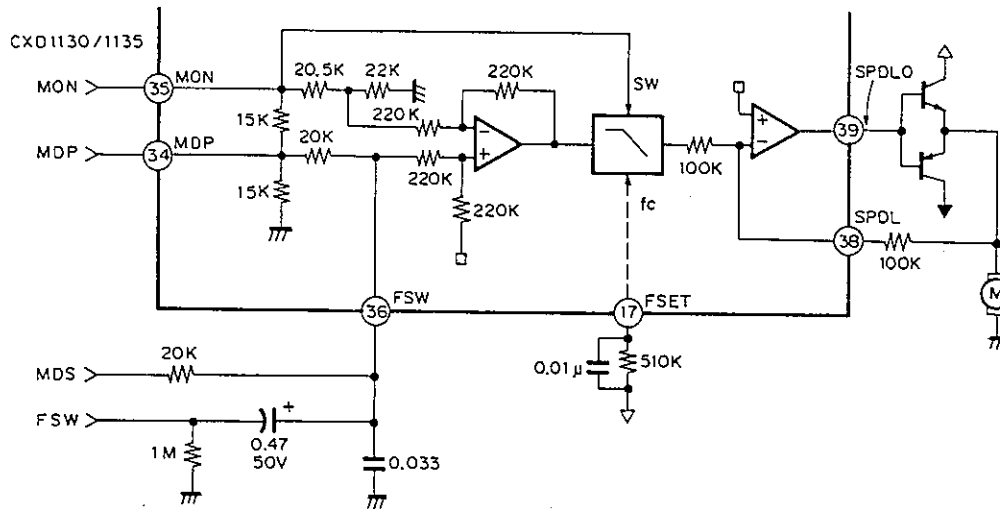 CXD1130/1135
MON
35
MON
20.5K
22K
220K
SW
SPDLO
15K
220K
MDP
34
MDP
20K
39
220K
100K
15K
220K
fc
SPDL
38
100K
M
36
FSW
17
FSET
MDS
20K
0.01μ
510K
FSW
+
1M
0.47
50V
0.033